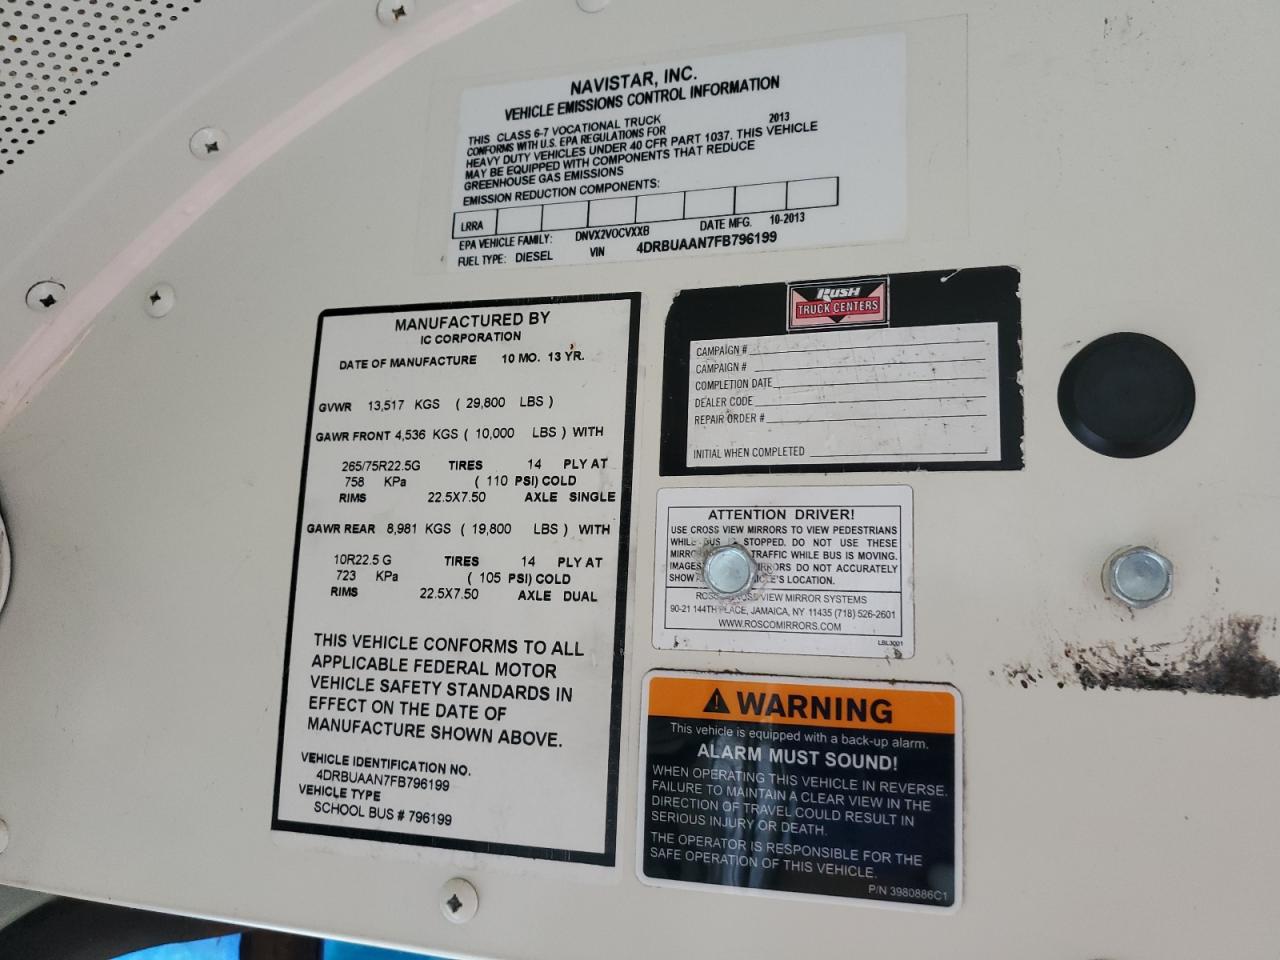 NAVISTAR, INC.
VEHICLE EMISSIONS CONTROL INFORMATION
THIS CLASS 6-7 VOCATIONAL TRUCK 2013
CONFORMS WITH U.S. EPA REGULATIONS FOR
HEAVY DUTY VEHICLES UNDER 40 CFR PART 1037. THIS VEHICLE
MAY BE EQUIPPED WITH COMPONENTS THAT REDUCE
GREENHOUSE GAS EMISSIONS
EMISSION REDUCTION COMPONENTS:
LRRA
EPA VEHICLE FAMILY: DNVX2VOCVXXB DATE MFG. 10-2013
FUEL TYPE: DIESEL VIN 4DRBUAAN7FB796199
MANUFACTURED BY
IC CORPORATION
DATE OF MANUFACTURE 10 MO. 13 YR.
GVWR 13,517 KGS ( 29,800 LBS )
GAWR FRONT 4,536 KGS ( 10,000 LBS ) WITH
265/75R22.5G TIRES 14 PLY AT
758 KPa ( 110 PSI) COLD
RIMS 22.5X7.50 AXLE SINGLE
GAWR REAR 8,981 KGS ( 19,800 LBS ) WITH
10R22.5 G TIRES 14 PLY AT
723 KPa ( 105 PSI) COLD
RIMS 22.5X7.50 AXLE DUAL
THIS VEHICLE CONFORMS TO ALL
APPLICABLE FEDERAL MOTOR
VEHICLE SAFETY STANDARDS IN
EFFECT ON THE DATE OF
MANUFACTURE SHOWN ABOVE.
VEHICLE IDENTIFICATION NO.
4DRBUAAN7FB796199
VEHICLE TYPE
SCHOOL BUS # 796199
RUSH
TRUCK CENTERS
CAMPAIGN #
CAMPAIGN #
COMPLETION DATE
DEALER CODE
REPAIR ORDER #
INITIAL WHEN COMPLETED
ATTENTION DRIVER!
USE CROSS VIEW MIRRORS TO VIEW PEDESTRIANS
WHILE BUS STOPPED. DO NOT USE THESE
TRAFFIC WHILE BUS IS MOVING.
DO NOT ACCURATELY
SHOW LOCATION.
VIEW MIRROR SYSTEMS
90-21 144TH PLACE, JAMAICA, NY 11435 (718) 526-2601
WWW.ROSCOMIRRORS.COM
LBL3001
WARNING
This vehicle is equipped with a back-up alarm.
ALARM MUST SOUND!
WHEN OPERATING THIS VEHICLE IN REVERSE.
FAILURE TO MAINTAIN A CLEAR VIEW IN THE
DIRECTION OF TRAVEL COULD RESULT IN
SERIOUS INJURY OR DEATH.
THE OPERATOR IS RESPONSIBLE FOR THE
SAFE OPERATION OF THIS VEHICLE.
P/N 3980886C1